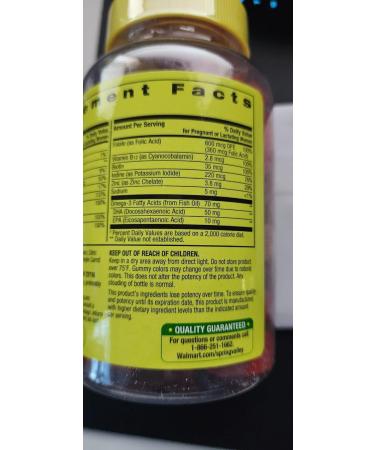 ment Facts
% Daily Value
Amount Per Serving % Daily Value
for Pregnant or Lactating Women
Folate (as Folic Acid) 600 mcg DFE 100%
(360 mcg Folic Acid)
Vitamin B12 (as Cyanocobalamin) 2.8 mcg 100%
Biotin 35 mcg 100%
Iodine (as Potassium Iodide) 220 mcg
Zinc (as Zinc Chelate) 3.8 mg 29%
Sodium 5 mg <1%
Omega-3 Fatty Acids (from Fish Oil) 70 mg **
DHA (Docosahexaenoic Acid) 50 mg
EPA (Eicosapentaenoic Acid) 10 mg
* Percent Daily Values are based on a 2,000 calorie diet.
** Daily Value not established.
KEEP OUT OF REACH OF CHILDREN.
Keep in a dry area away from direct light. Do not store product
over 75°F. Gummy colors may change over time due to natural
colors. This does not alter the potency of the product. Any
clouding of bottle is normal.
This product's ingredients lose potency over time. To ensure quality
and potency until its expiration date, this product is manufactured
with higher dietary ingredient levels than the indicated amount
per serving.
• QUALITY GUARANTEED •
For questions or comments call
1-866-251-1662.
Walmart.com/springvalley